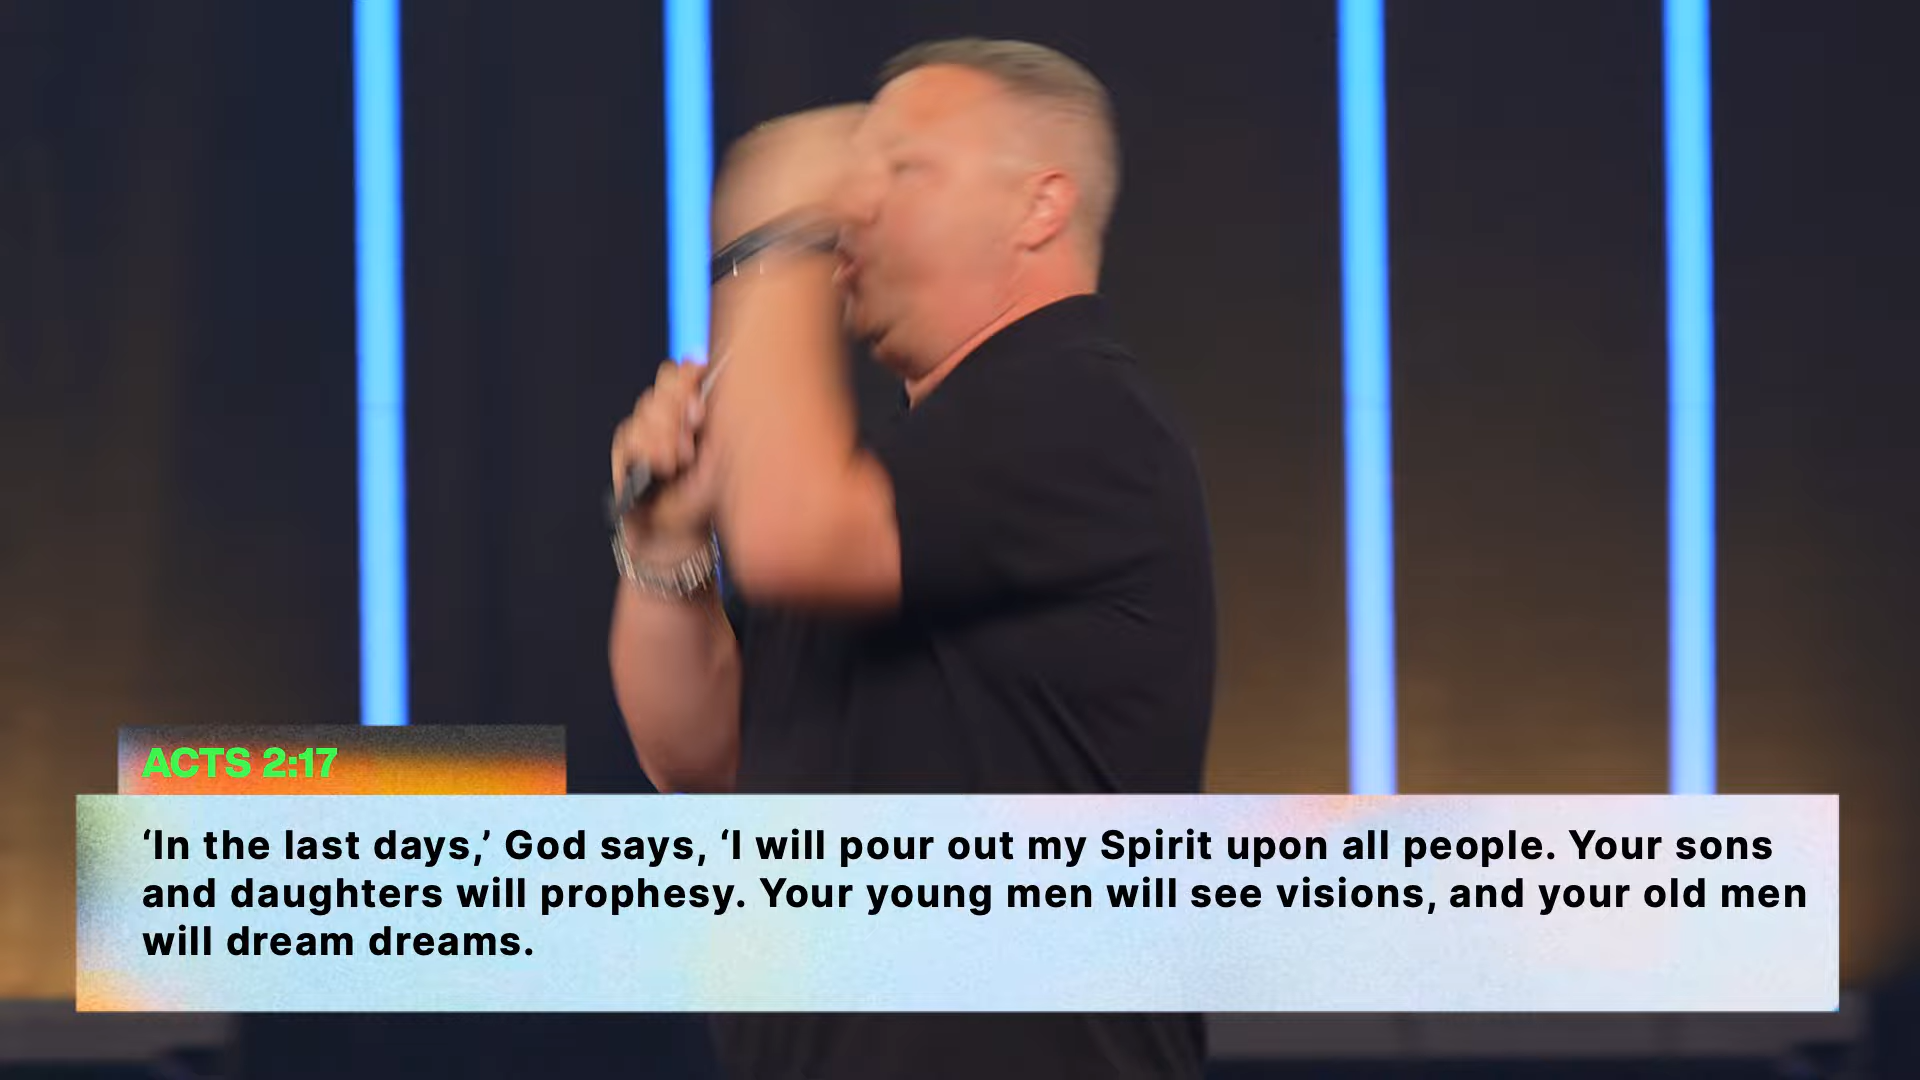 ACTS 2:17
‘In the last days,’ God says, ‘I will pour out my Spirit upon all people. Your sons
and daughters will prophesy. Your young men will see visions, and your old men
will dream dreams.